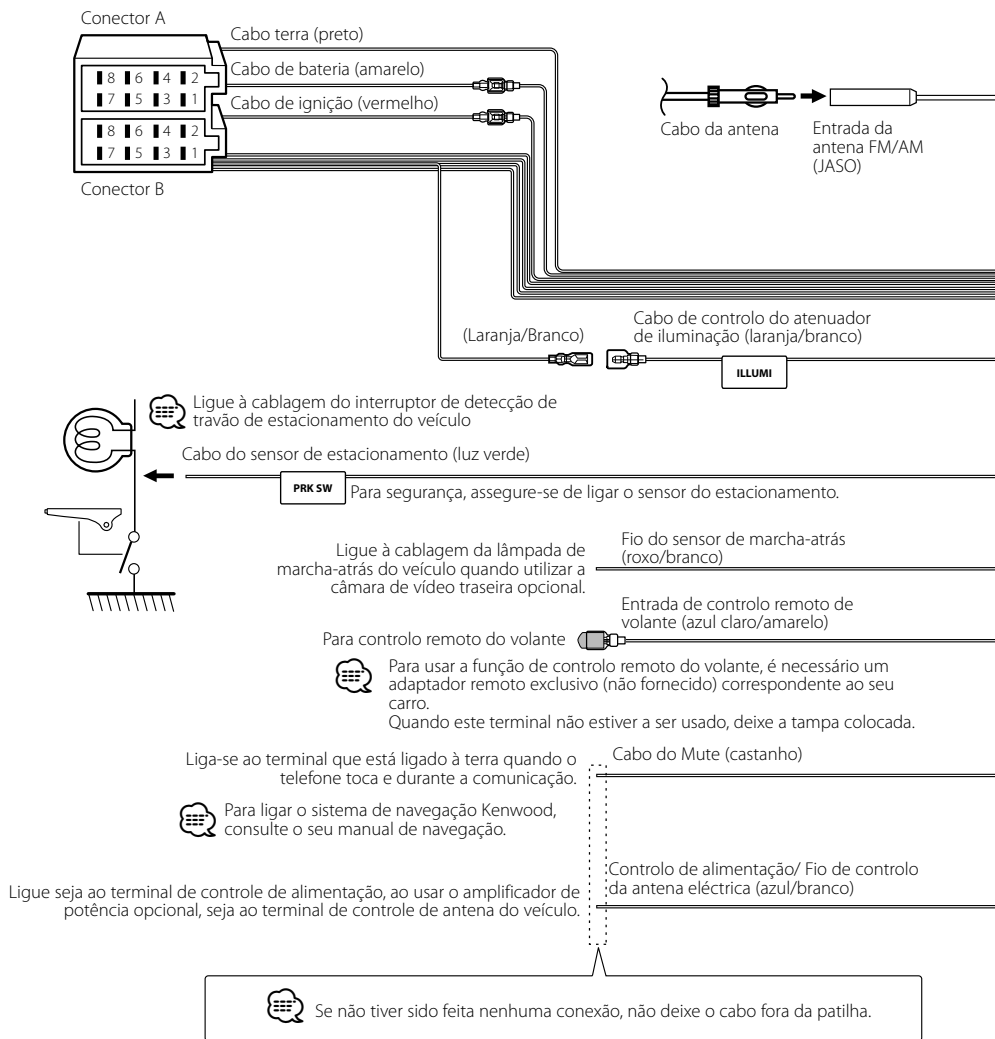 Conector A
Cabo terra (preto)
Cabo de bateria (amarelo)
Cabo de ignição (vermelho)
8 6 4 2
7 5 3 1
8 6 4 2
7 5 3 1
Conector B
Cabo da antena
Entrada da
antena FM/AM
(JASO)
(Laranja/Branco)
Cabo de controlo do atenuador
de iluminação (laranja/branco)
ILLUMI
Ligue à cablagem do interruptor de detecção de
travão de estacionamento do veículo
Cabo do sensor de estacionamento (luz verde)
PRK SW
Para segurança, assegure-se de ligar o sensor do estacionamento.
Ligue à cablagem da lâmpada de
marcha-atrás do veículo quando utilizar a
câmara de vídeo traseira opcional.
Fio do sensor de marcha-atrás
(roxo/branco)
Entrada de controlo remoto de
volante (azul claro/amarelo)
Para controlo remoto do volante
Para usar a função de controlo remoto do volante, é necessário um
adaptador remoto exclusivo (não fornecido) correspondente ao seu
carro.
Quando este terminal não estiver a ser usado, deixe a tampa colocada.
Liga-se ao terminal que está ligado à terra quando o
telefone toca e durante a comunicação.
Cabo do Mute (castanho)
Para ligar o sistema de navegação Kenwood,
consulte o seu manual de navegação.
Controlo de alimentação/ Fio de controlo
da antena eléctrica (azul/branco)
Ligue seja ao terminal de controle de alimentação, ao usar o amplificador de
potência opcional, seja ao terminal de controle de antena do veículo.
Se não tiver sido feita nenhuma conexão, não deixe o cabo fora da patilha.